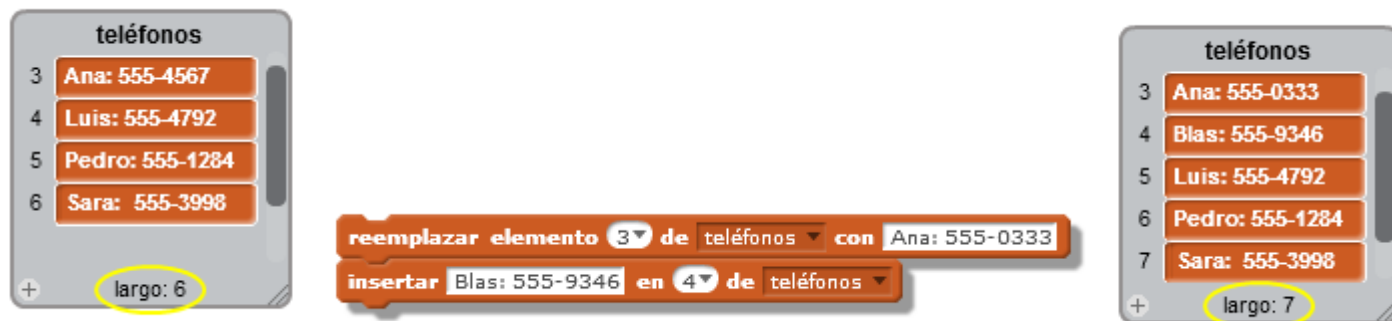 teléfonos
3 Ana: 555-4567
4 Luis: 555-4792
5 Pedro: 555-1284
6 Sara: 555-3998
+ largo: 6
reemplazar elemento 3 de teléfonos con Ana: 555-0333
insertar Blas: 555-9346 en 4 de teléfonos
teléfonos
3 Ana: 555-0333
4 Blas: 555-9346
5 Luis: 555-4792
6 Pedro: 555-1284
7 Sara: 555-3998
+ largo: 7